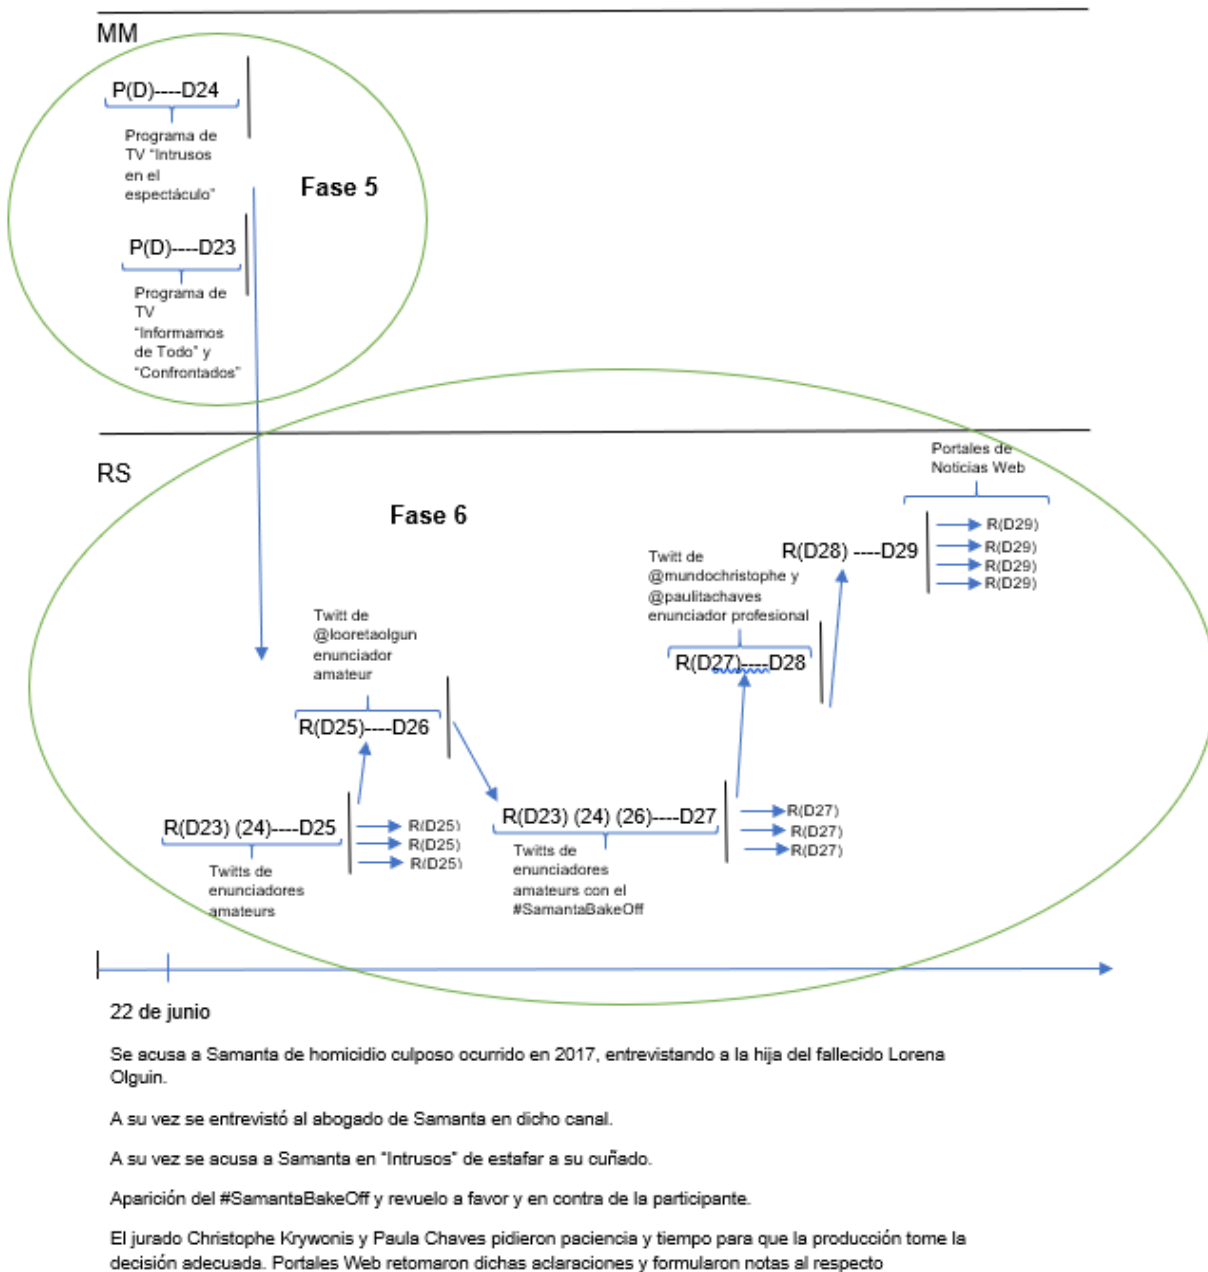 MM
P(D)----D24
Programa de
TV “Intrusos
en el
espectáculo”
Fase 5
P(D)----D23
Programa de
TV
“Informamos
de Todo” y
“Confrontados”
RS
Fase 6
Portales de
Noticias Web
R(D28) ----D29
R(D29)
R(D29)
R(D29)
R(D29)
Twitt de
@mundochristophe y
@paulitachaves
enunciador profesional
R(D27)----D28
Twitt de
@looretaolgun
enunciador
amateur
R(D25)----D26
R(D23) (24)----D25
R(D25)
R(D25)
R(D25)
Twitts de
enunciadores
amateurs
R(D23) (24) (26)----D27
R(D27)
R(D27)
R(D27)
Twitts de
enunciadores
amateurs con el
#SamantaBakeOff
22 de junio
Se acusa a Samanta de homicidio culposo ocurrido en 2017, entrevistando a la hija del fallecido Lorena
Olguin.
A su vez se entrevistó al abogado de Samanta en dicho canal.
A su vez se acusa a Samanta en “Intrusos” de estafar a su cuñado.
Aparición del #SamantaBakeOff y revuelo a favor y en contra de la participante.
El jurado Christophe Krywonis y Paula Chaves pidieron paciencia y tiempo para que la producción tome la
decisión adecuada. Portales Web retomaron dichas aclaraciones y formularon notas al respecto